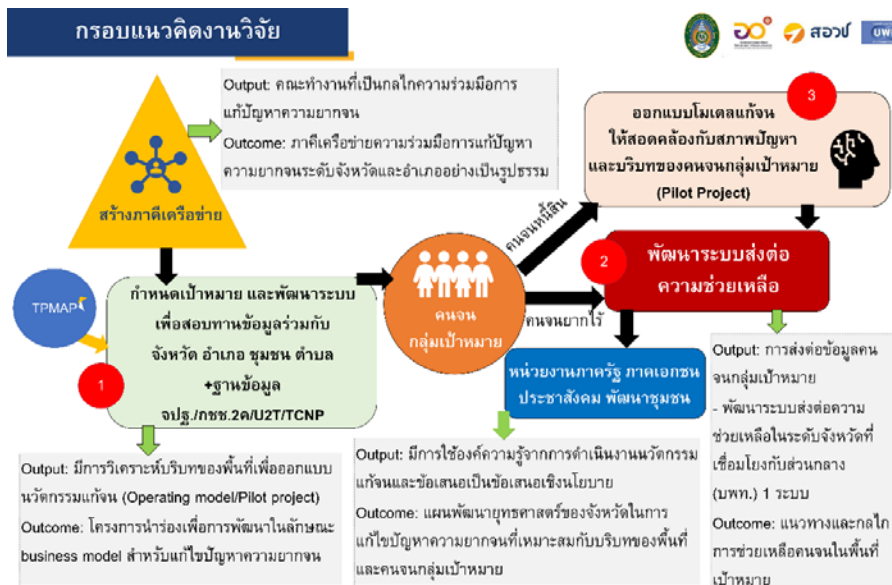 กรอบแนวคิดงานวิจัย
สอวช
Output: คณะทำงานที่เป็นกลไกความร่วมมือการ
แก้ปัญหาความยากจน
Outcome: ภาคีเครือข่ายความร่วมมือการแก้ปัญหา
ความยากจนระดับจังหวัดและอำเภออย่างเป็นรูปธรรม
สร้างภาคีเครือข่าย
3
ออกแบบโมเดลแก้จน
ให้สอดคล้องกับสภาพปัญหา
และบริบทของคนจนกลุ่มเป้าหมาย
(Pilot Project)
คนจนหนี้สิน
TPMAP
1
กำหนดเป้าหมาย และพัฒนาระบบ
เพื่อสอบทานข้อมูลร่วมกับ
จังหวัด อำเภอ ชุมชน ตำบล
+ฐานข้อมูล
จปฐ./กชช.2ค/U2T/TCNP
คนจน
กลุ่มเป้าหมาย
คนจนยากไร้
2
พัฒนาระบบส่งต่อ
ความช่วยเหลือ
หน่วยงานภาครัฐ ภาคเอกชน
ประชาสังคม พัฒนาชุมชน
Output: มีการวิเคราะห์บริบทของพื้นที่เพื่อออกแบบ
นวัตกรรมแก้จน (Operating model/Pilot project)
Outcome: โครงการนำร่องเพื่อการพัฒนาในลักษณะ
business model สำหรับแก้ไขปัญหาความยากจน
Output: มีการใช้องค์ความรู้จากการดำเนินงานนวัตกรรม
แก้จนและข้อเสนอเป็นข้อเสนอเชิงนโยบาย
Outcome: แผนพัฒนายุทธศาสตร์ของจังหวัดในการ
แก้ไขปัญหาความยากจนที่เหมาะสมกับบริบทของพื้นที่
และคนจนกลุ่มเป้าหมาย
Output: การส่งต่อข้อมูลคน
จนกลุ่มเป้าหมาย
- พัฒนาระบบส่งต่อความ
ช่วยเหลือในระดับจังหวัดที่
เชื่อมโยงกับส่วนกลาง
(บพท.) 1 ระบบ
Outcome: แนวทางและกลไก
การช่วยเหลือคนจนในพื้นที่
เป้าหมาย